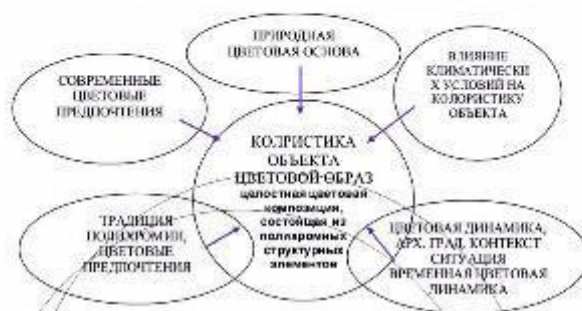 ПРИРОДНАЯ
ЦВЕТОВАЯ ОСНОВА
СОВРЕМЕННЫЕ
ЦВЕТОВЫЕ
ПРЕДПОЧТЕНИЯ
ВЛИЯНИЕ
КЛИМАТИЧЕСКИ
Х УСЛОВИЙ НА
КОЛОРИСТИКУ
ОБЪЕКТА
КОЛРИСТИКА
ОБЪЕКТА
ЦВЕТОВОЙ ОБРАЗ
целостная цветовая
композиция,
состойщая из
полихромных
структурных
элементов
ТРАДИЦИЯ
ПОЛИХРОМИИ,
ЦВЕТОВЫЕ
ПРЕДПОЧТЕНИЯ
ЦВЕТОВАЯ ДИНАМИКА,
АРХ. ГРАД. КОНТЕКСТ
СИТУАЦИЯ
ВРЕМЕННАЯ ЦВЕТОВАЯ
ДИНАМИКА